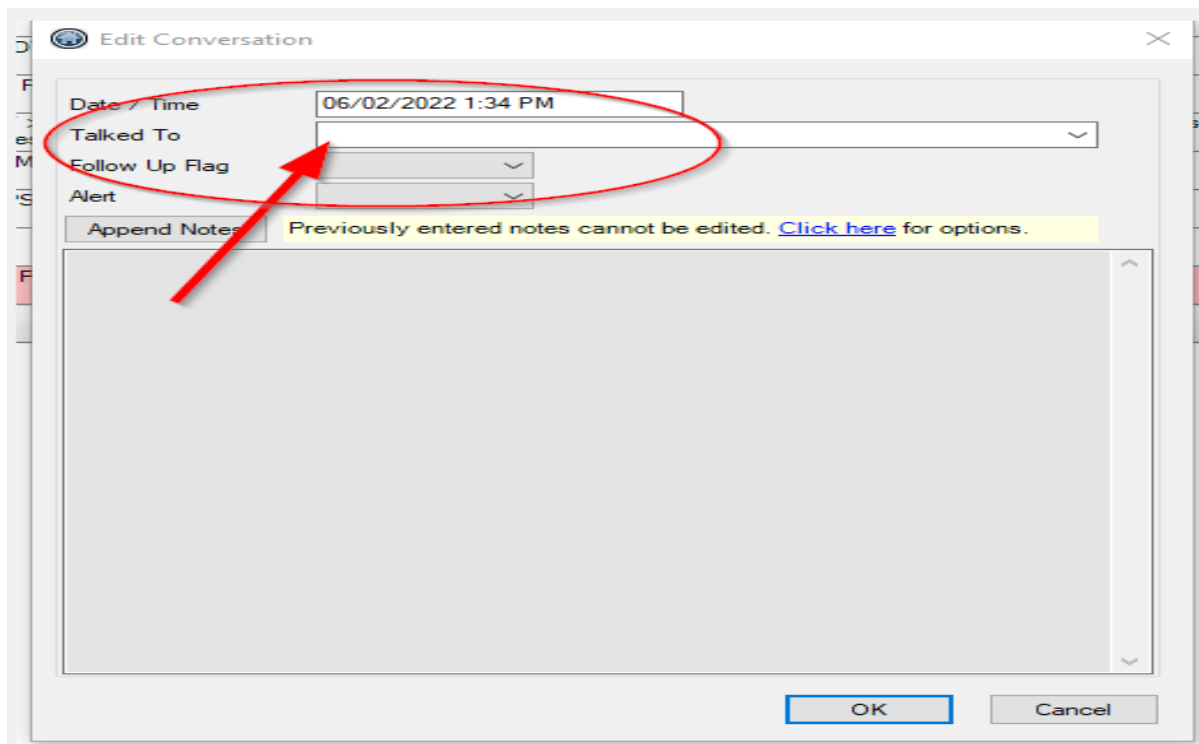 Edit Conversation
Date / Time 06/02/2022 1:34 PM
Talked To
Follow Up Flag
Alert
Append Notes Previously entered notes cannot be edited. Click here for options.
OK Cancel